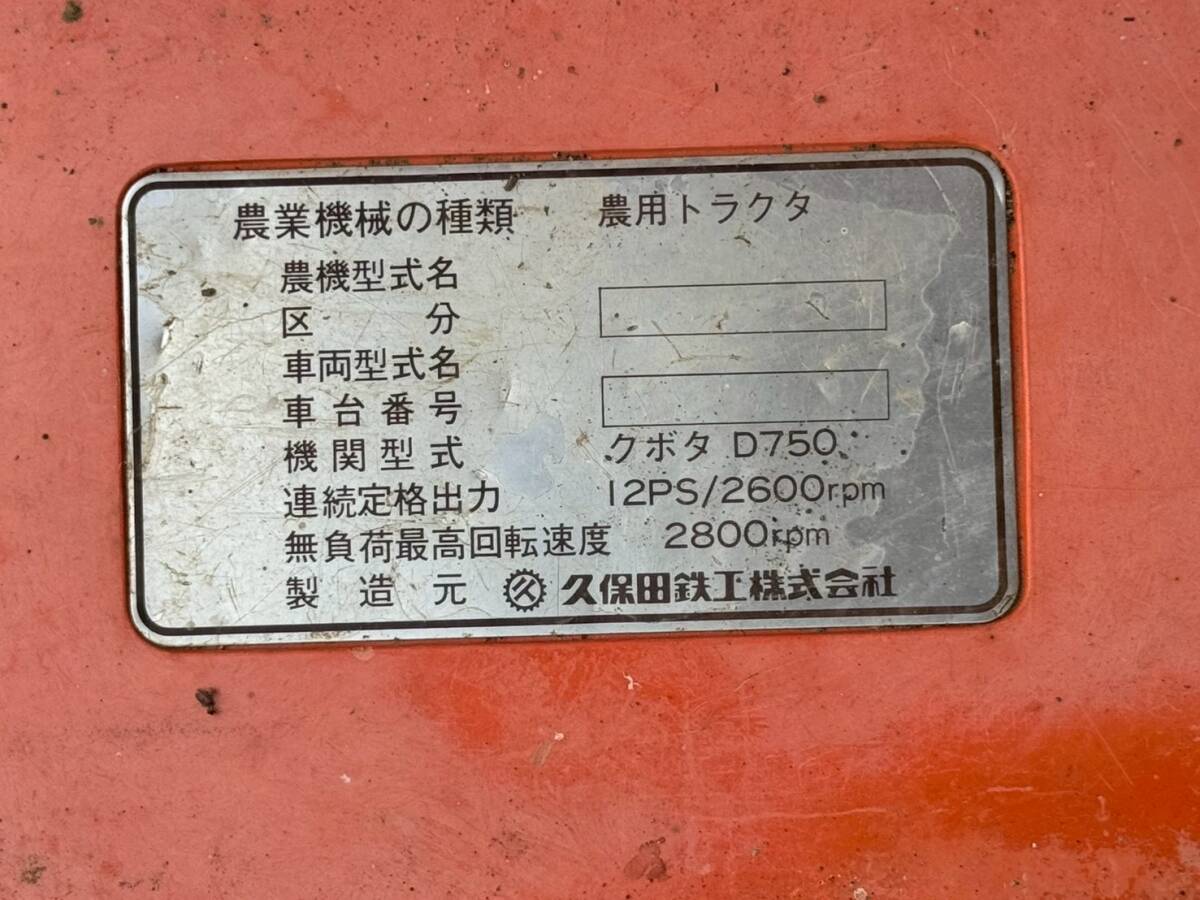 農業機械の種類 農用トラクタ
農機型式名
区分
車両型式名
車台番号
機関型式 クボタ D750
連続定格出力 12PS/2600rpm
無負荷最高回転速度 2800rpm
製造元 久 久保田鉄工株式会社